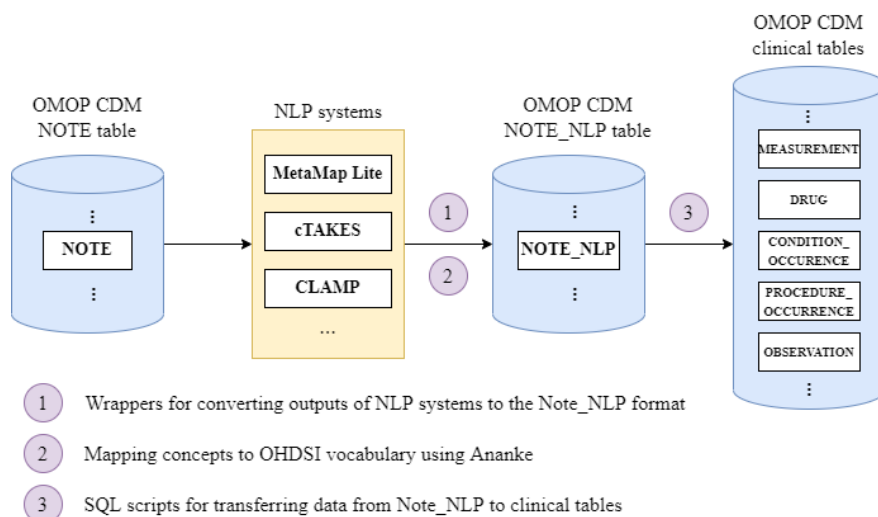 OMOP CDM
clinical tables
OMOP CDM
NOTE table
NLP systems
OMOP CDM
NOTE_NLP table
NOTE
MetaMap Lite
cTAKES
CLAMP
...
1
2
NOTE_NLP
3
MEASUREMENT
DRUG
CONDITION_
OCCURENCE
PROCEDURE_
OCCURRENCE
OBSERVATION
1 Wrappers for converting outputs of NLP systems to the Note_NLP format
2 Mapping concepts to OHDSI vocabulary using Ananke
3 SQL scripts for transferring data from Note_NLP to clinical tables